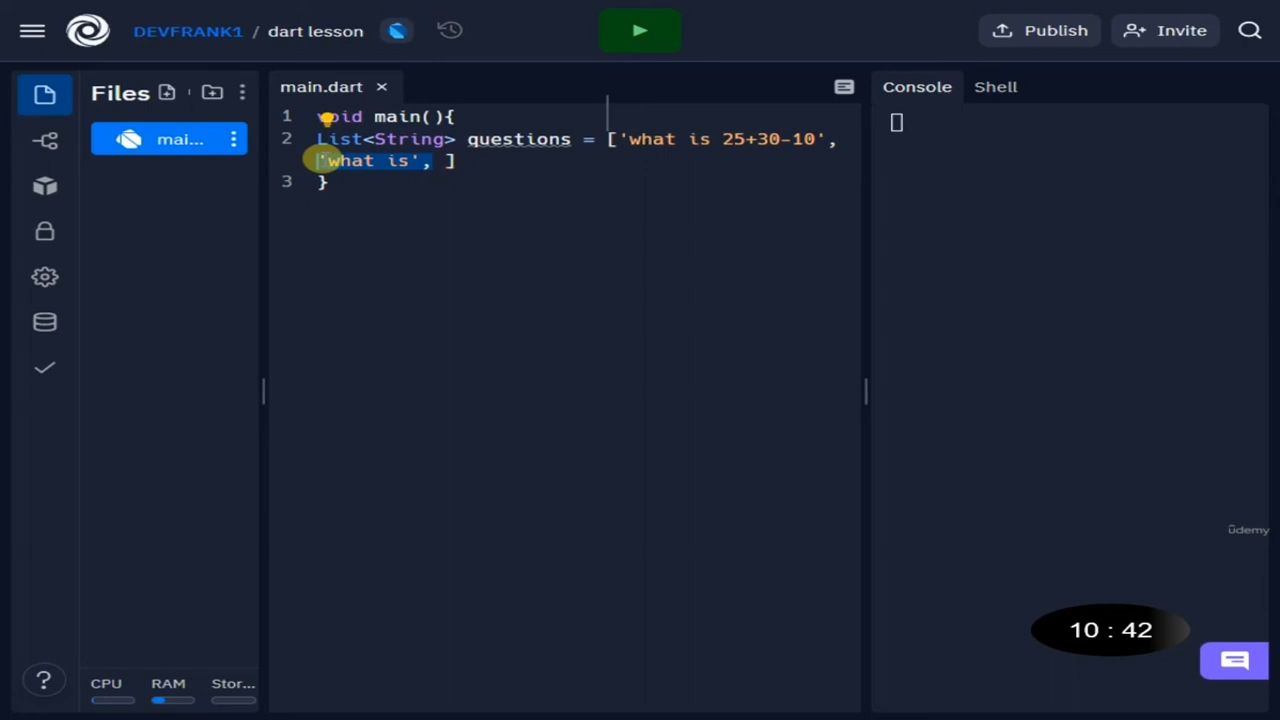 DEVFRANK1 / dart lesson
Publish
Invite
Files
main.dart ×
Console
Shell
mai...
1 void main(){
2 List<String> questions = ['what is 25+30-10',
'what is', ]
3 }
ûdemy
10 : 42
?
CPU
RAM
Stor...